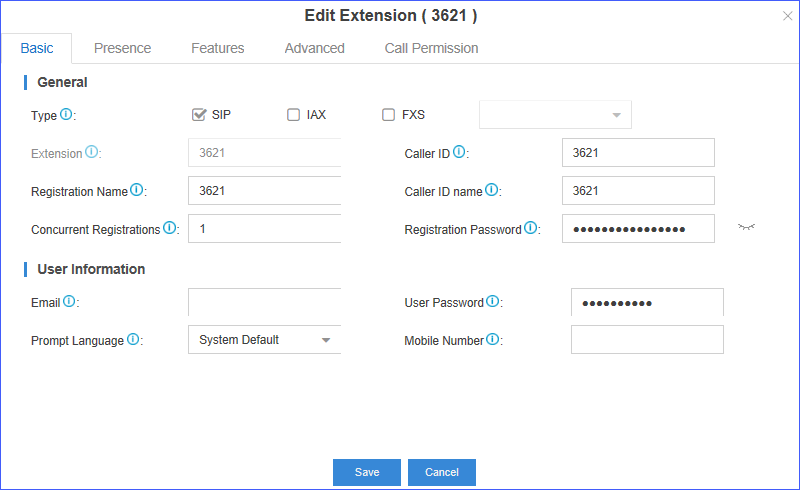 Edit Extension ( 3621 )
Basic Presence Features Advanced Call Permission
General
Type : SIP IAX FXS
Extension : 3621 Caller ID : 3621
Registration Name : 3621 Caller ID name : 3621
Concurrent Registrations : 1 Registration Password : ●●●●●●●●●●●●●●●●
User Information
Email : User Password : ●●●●●●●●●●
Prompt Language : System Default Mobile Number :
Save Cancel